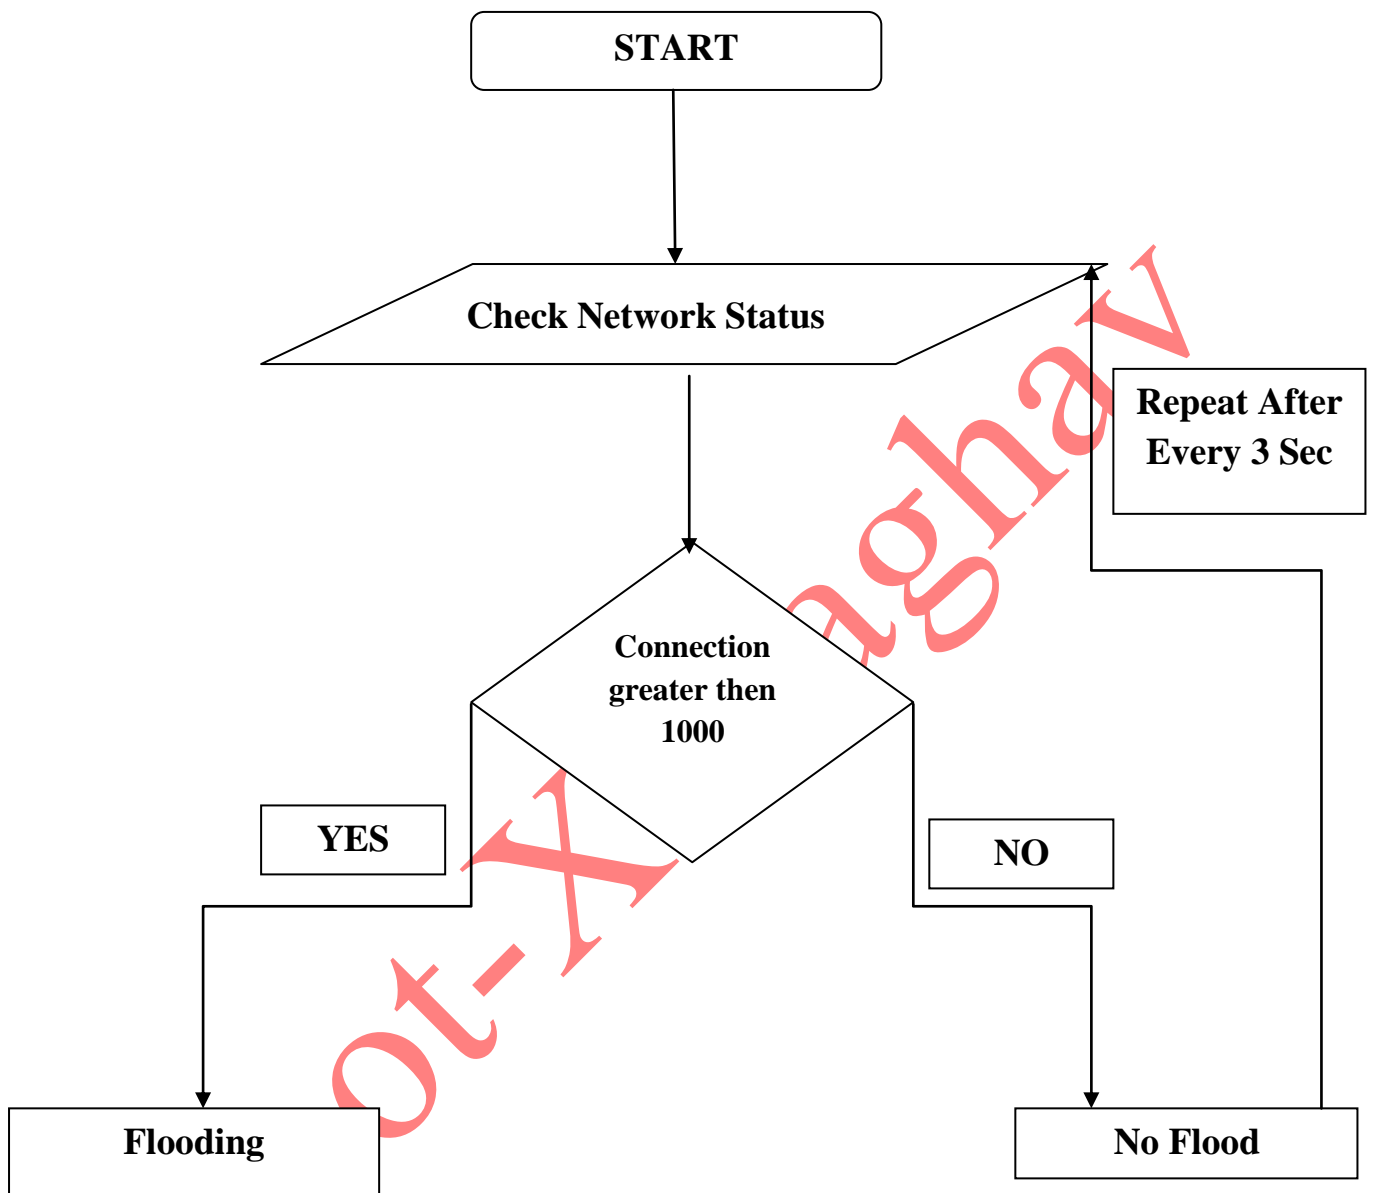 START
Check Network Status
Repeat After
Every 3 Sec
Connection
greater then
1000
YES
NO
Flooding
No Flood